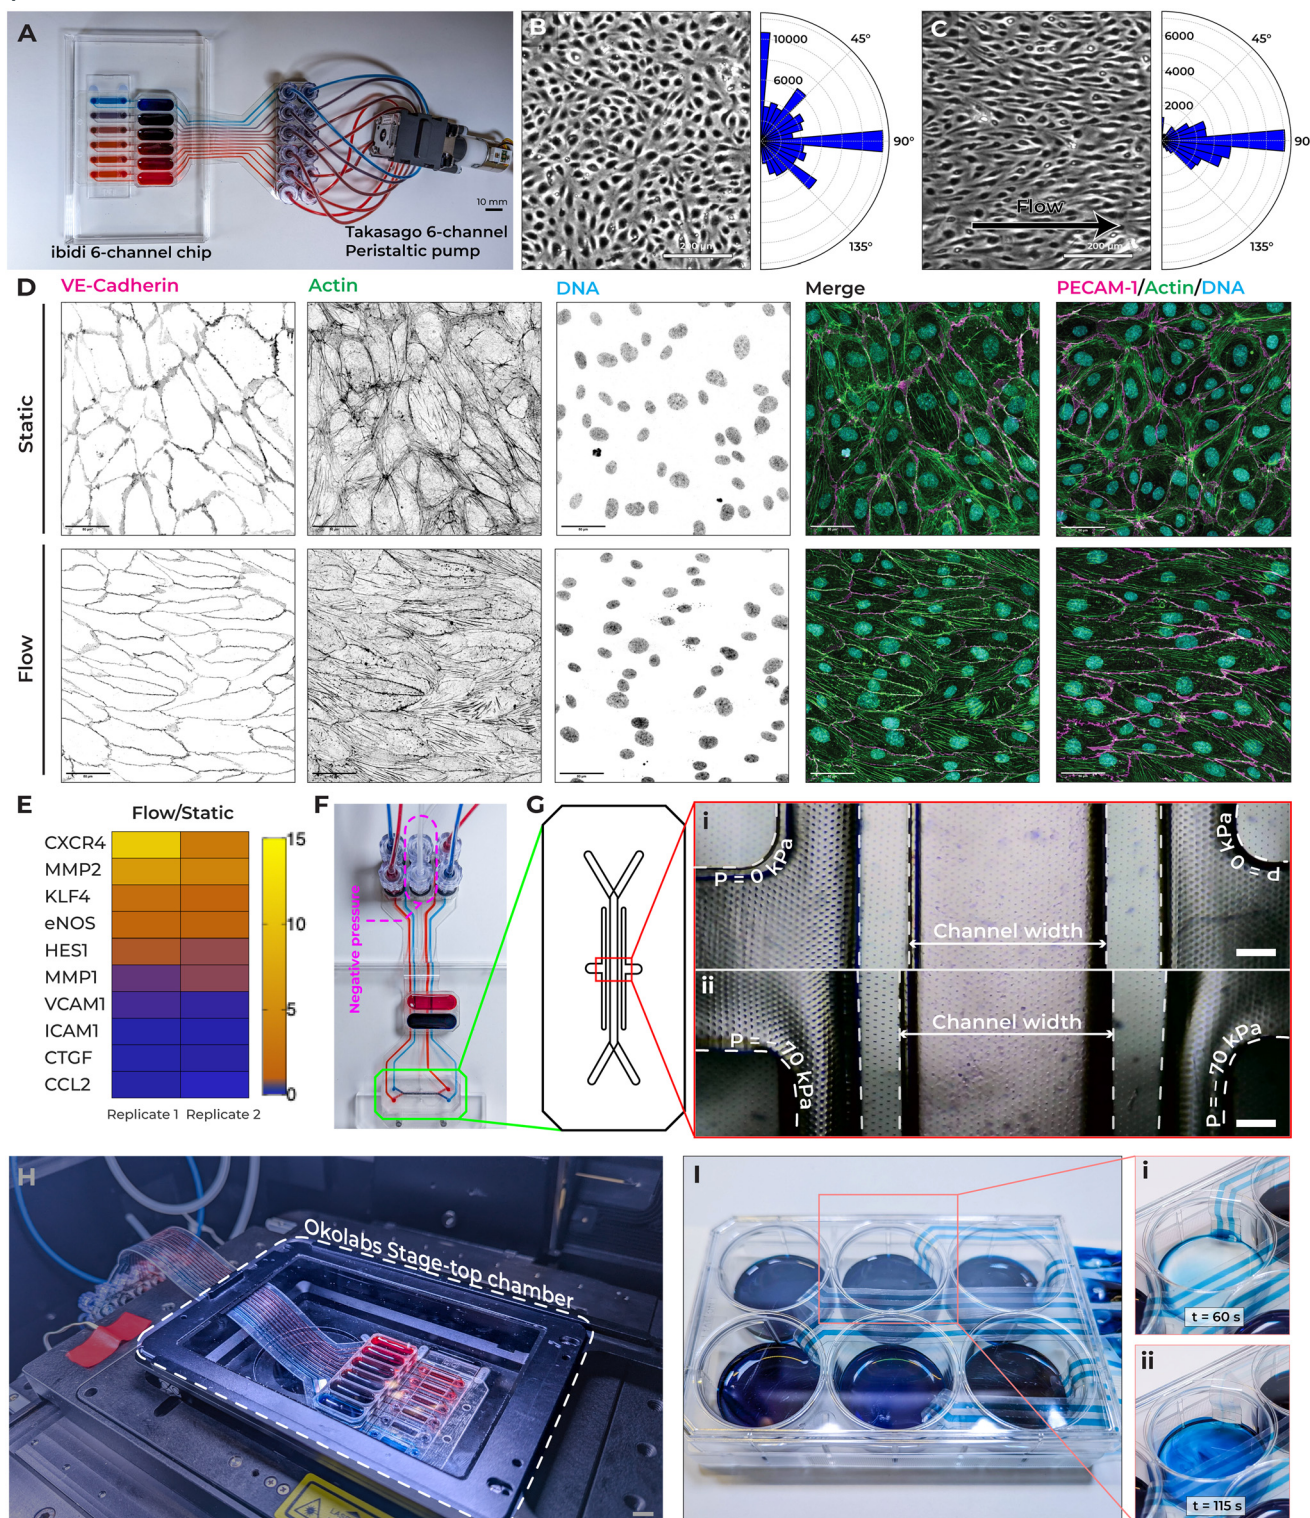 A
ibidi 6-channel chip
10 mm
Takasago 6-channel
Peristaltic pump
B
200 μm
10000
6000
45°
90°
135°
C
Flow
200 μm
6000
4000
2000
45°
90
135°
D
VE-Cadherin
Actin
DNA
Merge
PECAM-1/Actin/DNA
Static
Flow
E
Flow/Static
CXCR4
MMP2
KLF4
eNOS
HES1
MMP1
VCAM1
ICAM1
CTGF
CCL2
15
10
5
0
Replicate 1
Replicate 2
F
Negative pressure
G
i
P = 0 kPa
P = 0 kPa
Channel width
ii
P = - 70 kPa
P = - 70 kPa
Channel width
H
Okolabs Stage-top chamber
I
i
t = 60 s
ii
t = 115 s